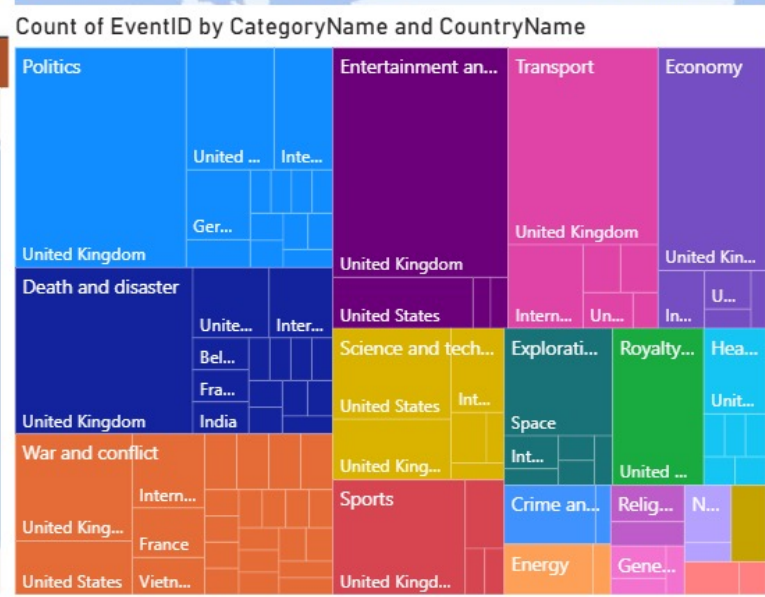 Count of EventID by CategoryName and CountryName
Politics
United ...
Inte...
Ger...
United Kingdom
Death and disaster
Unite...
Inter...
Bel...
Fra...
United Kingdom
India
War and conflict
Intern...
United King...
France
United States
Vietn...
Entertainment an...
United Kingdom
United States
Transport
United Kingdom
Intern...
Un...
Economy
United Kin...
U...
In...
Science and tech...
United States
Int...
United King...
Explorati...
Space
Int...
Royalty...
United ...
Hea...
Unit...
Sports
United Kingd...
Crime an...
Energy
Relig...
Gene...
N...